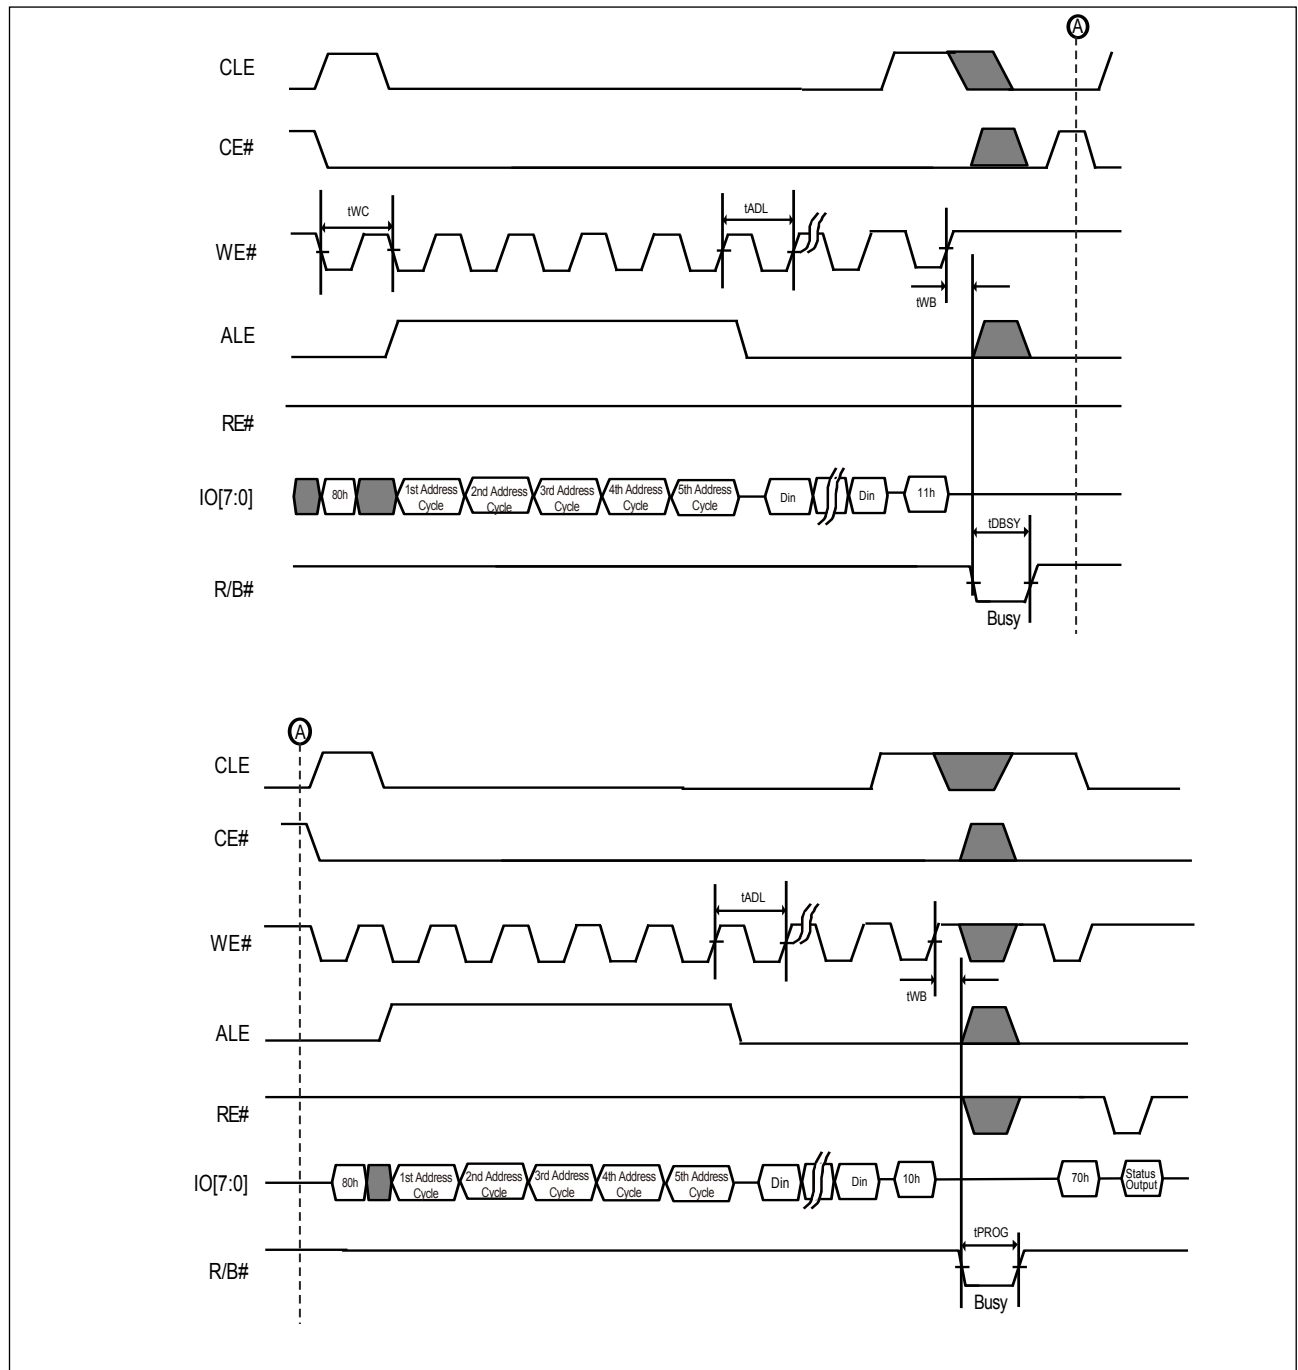 A
CLE
CE#
tWC
tADL
WE#
tWB
ALE
RE#
IO[7:0]
80h
1st Address
Cycle
2nd Address
Cycle
3rd Address
Cycle
4th Address
Cycle
5th Address
Cycle
Din
Din
11h
tDBSY
R/B#
Busy
A
CLE
CE#
tADL
WE#
tWB
ALE
RE#
IO[7:0]
80h
1st Address
Cycle
2nd Address
Cycle
3rd Address
Cycle
4th Address
Cycle
5th Address
Cycle
Din
Din
10h
70h
Status
Output
tPROG
R/B#
Busy